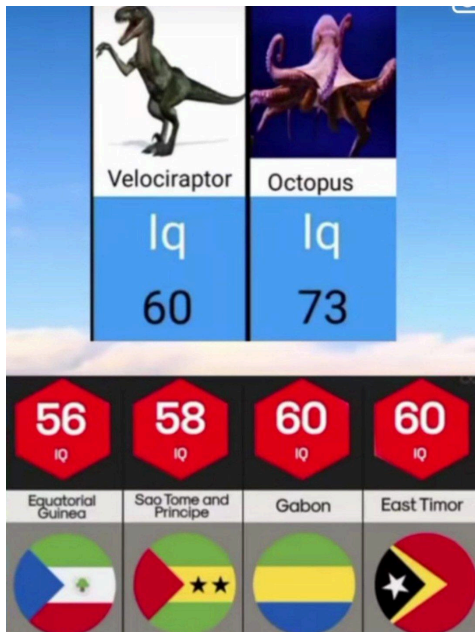 Velociraptor
Octopus
Iq
Iq
60
73
56
58
60
60
IQ
IQ
IQ
IQ
Equatorial
Guinea
Sao Tome and
Principe
Gabon
East Timor